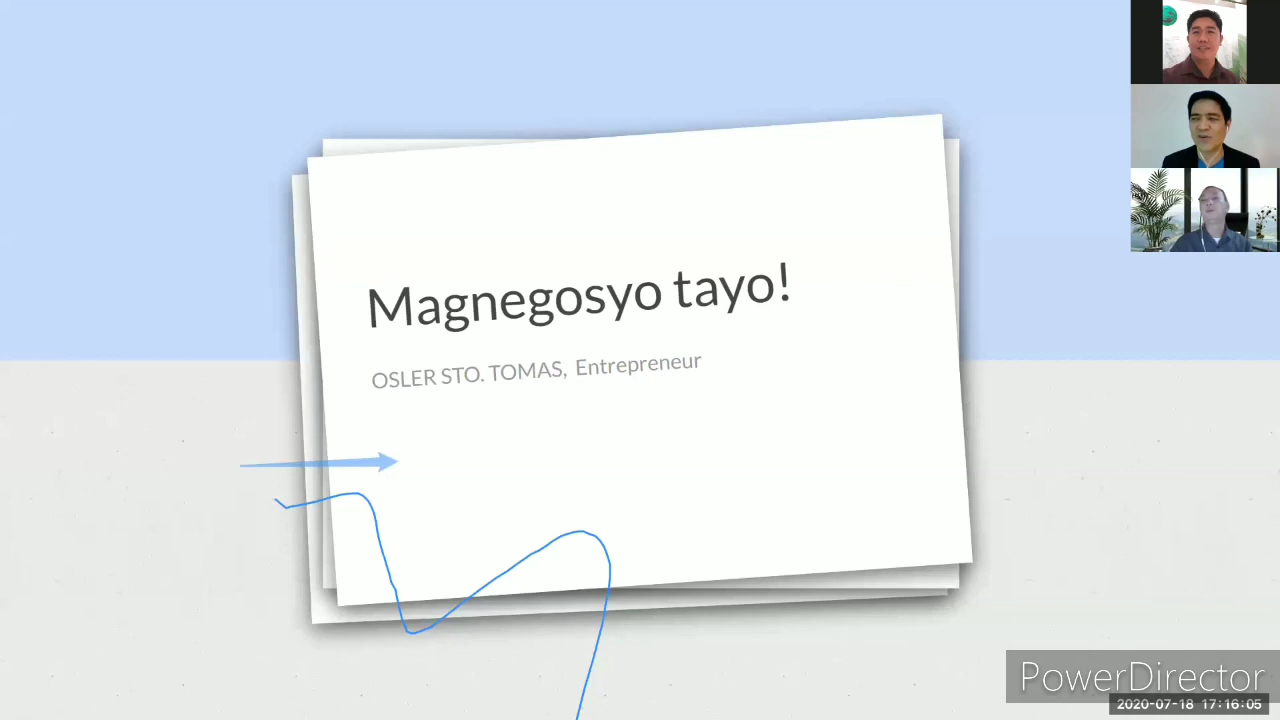 Magnegosyo tayo!
OSLER STO. TOMAS, Entrepreneur
PowerDirector
2020-07-18 17:16:05